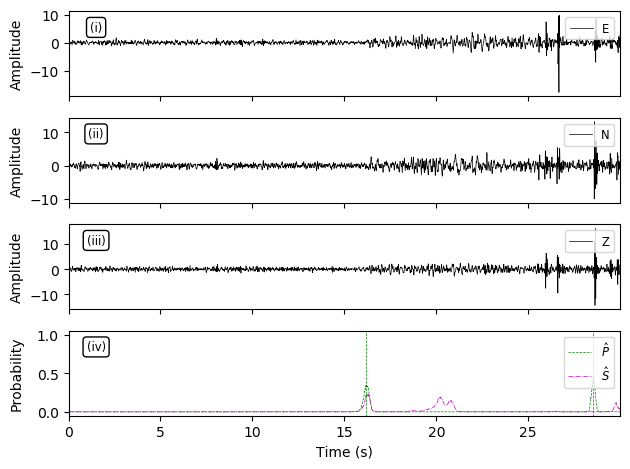 Amplitude
10
0
−10
(i)
E
Amplitude
10
0
−10
(ii)
N
Amplitude
10
0
−10
(iii)
Z
Probability
1.0
0.5
0.0
(iv)
P̂
Ŝ
0 5 10 15 20 25
Time (s)